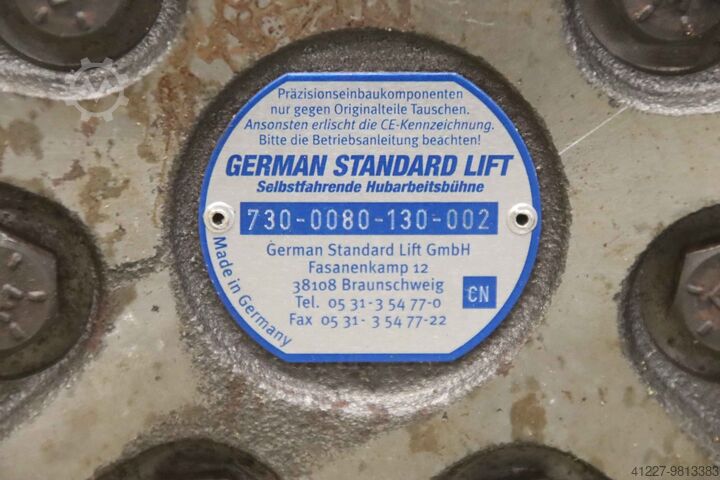 Präzisionseinbaukomponenten
nur gegen Originalteile Tauschen.
Ansonsten erlischt die CE-Kennzeichnung.
Bitte die Betriebsanleitung beachten!
GERMAN STANDARD LIFT
Selbstfahrende Hubarbeitsbühne
730-0080-130-002
German Standard Lift GmbH
Fasanenkamp 12
38108 Braunschweig
Tel. 05 31-3 54 77-0
Fax 05 31- 3 54 77-22
CN
Made in Germany
41227-9813383